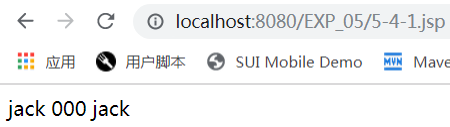 localhost:8080/EXP_05/5-4-1.jsp
应用 用户脚本 SUI Mobile Demo MVN Mave
jack 000 jack